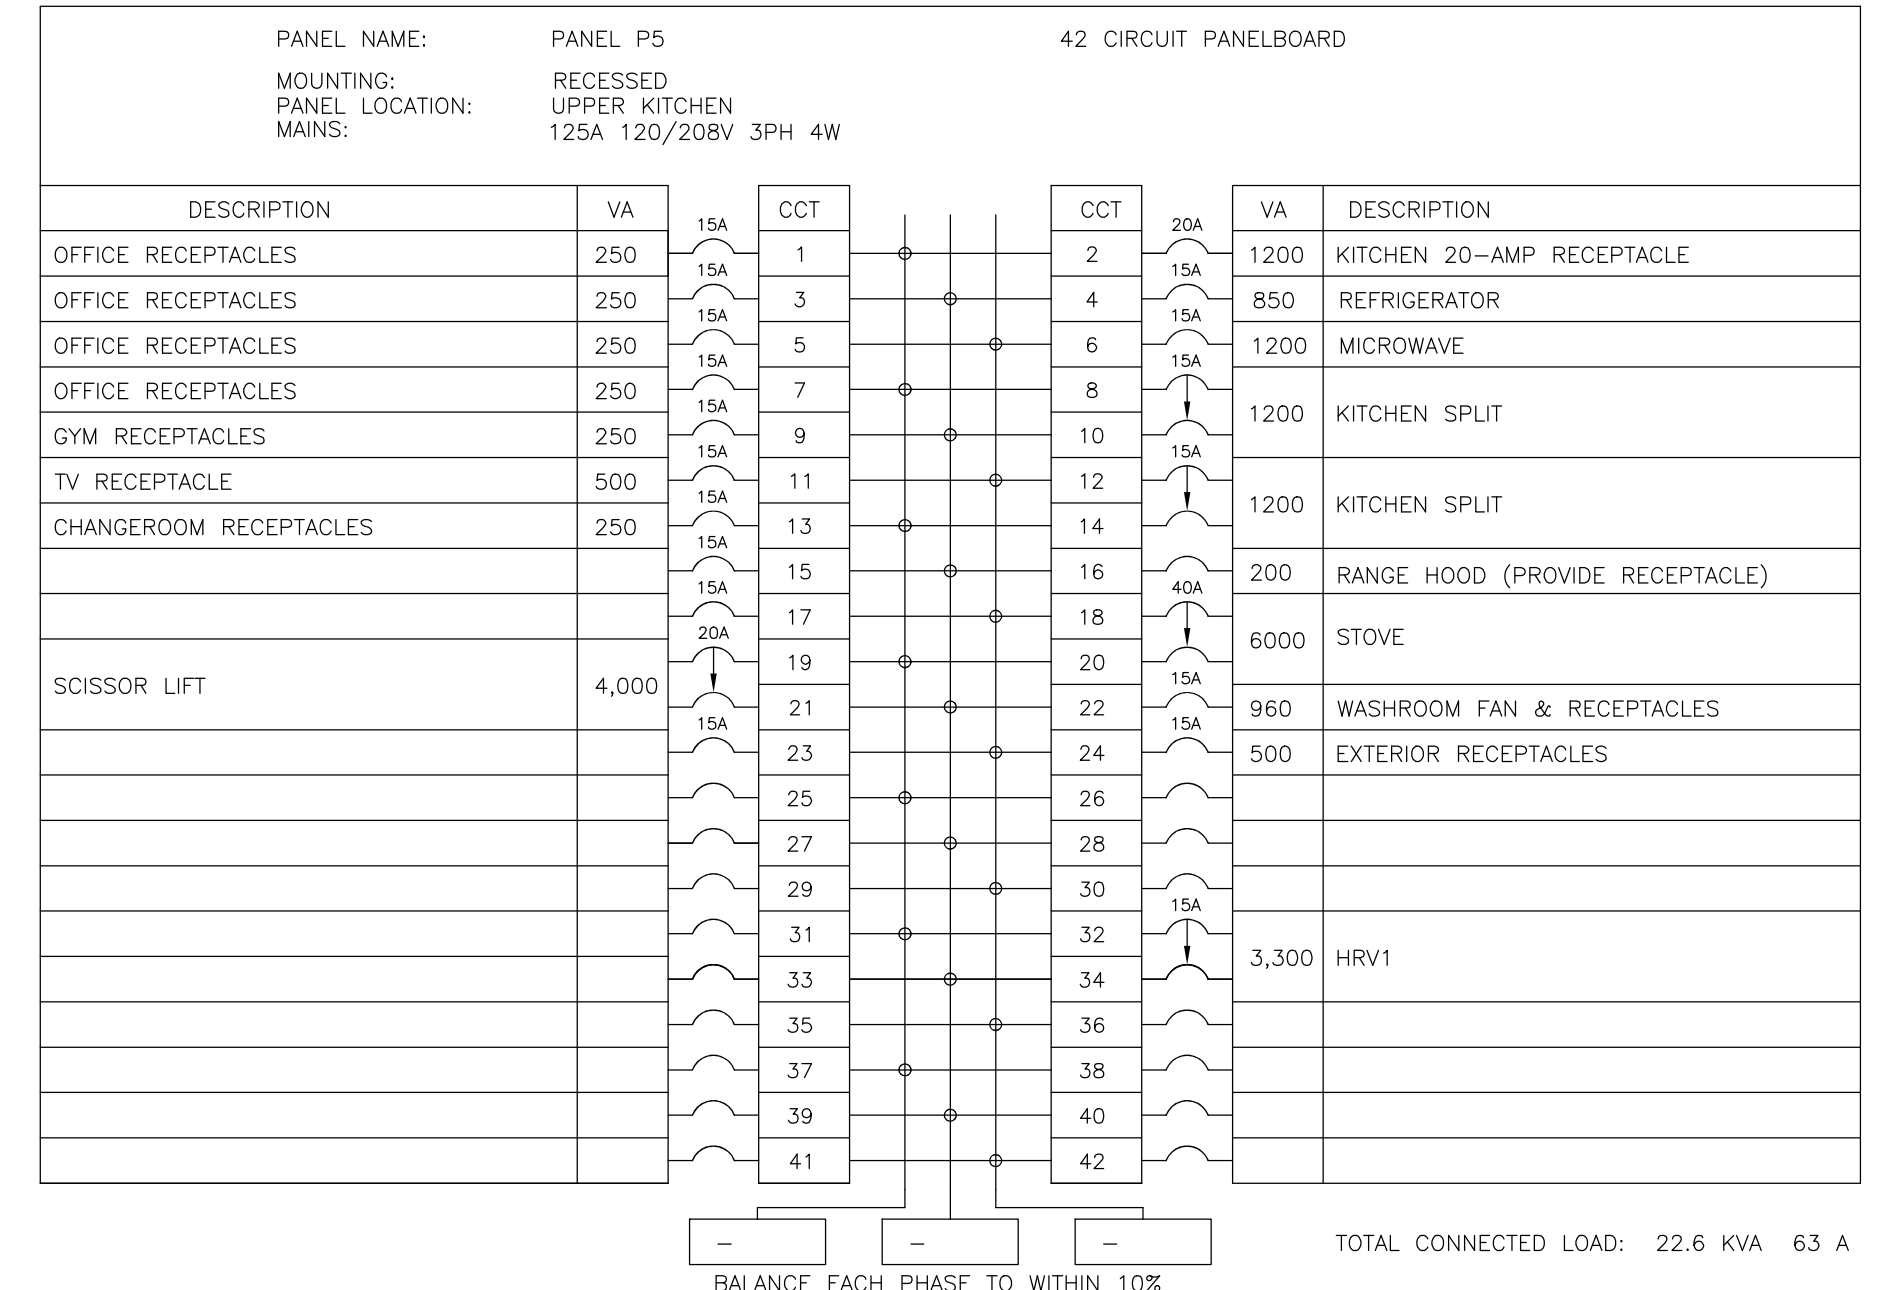 PANEL NAME: PANEL P5 42 CIRCUIT PANELBOARD
MOUNTING: RECESSED
PANEL LOCATION: UPPER KITCHEN
MAINS: 125A 120/208V 3PH 4W
DESCRIPTION VA CCT CCT VA DESCRIPTION
15A 20A
OFFICE RECEPTACLES 250 1 2 1200 KITCHEN 20-AMP RECEPTACLE
15A 15A
OFFICE RECEPTACLES 250 3 4 850 REFRIGERATOR
15A 15A
OFFICE RECEPTACLES 250 5 6 1200 MICROWAVE
15A 15A
OFFICE RECEPTACLES 250 7 8
1200 KITCHEN SPLIT
15A
GYM RECEPTACLES 250 9 10
15A 15A
TV RECEPTACLE 500 11 12
1200 KITCHEN SPLIT
15A
CHANGEROOM RECEPTACLES 250 13 14
15A
15 16 200 RANGE HOOD (PROVIDE RECEPTACLE)
15A 40A
17 18
6000 STOVE
20A
19 20
SCISSOR LIFT 4,000
15A
21 22 960 WASHROOM FAN & RECEPTACLES
15A 15A
23 24 500 EXTERIOR RECEPTACLES
25 26
27 28
29 30
15A
31 32
3,300 HRV1
33 34
35 36
37 38
39 40
41 42
- - -
TOTAL CONNECTED LOAD: 22.6 KVA 63 A
BALANCE EACH PHASE TO WITHIN 10%